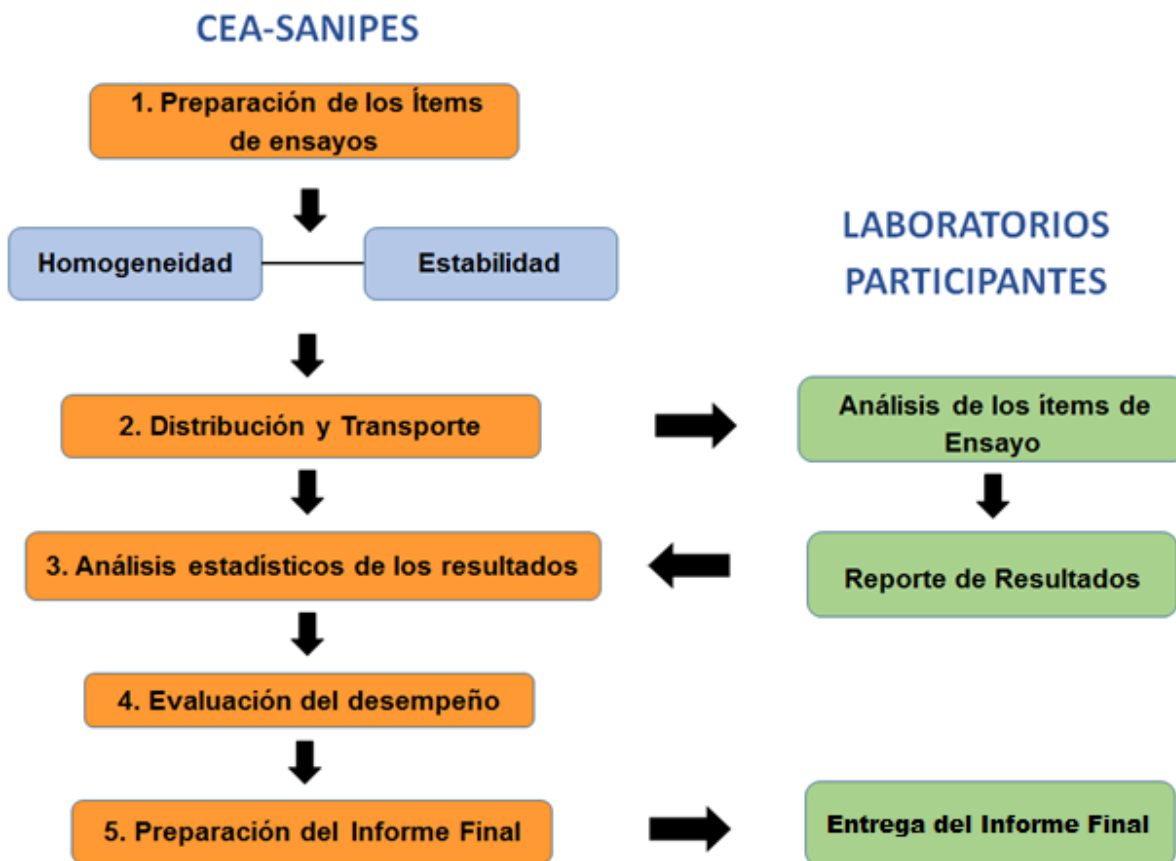 CEA-SANIPES
1. Preparación de los Ítems
de ensayos
Homogeneidad
Estabilidad
LABORATORIOS
PARTICIPANTES
2. Distribución y Transporte
Análisis de los ítems de
Ensayo
3. Análisis estadísticos de los resultados
Reporte de Resultados
4. Evaluación del desempeño
5. Preparación del Informe Final
Entrega del Informe Final